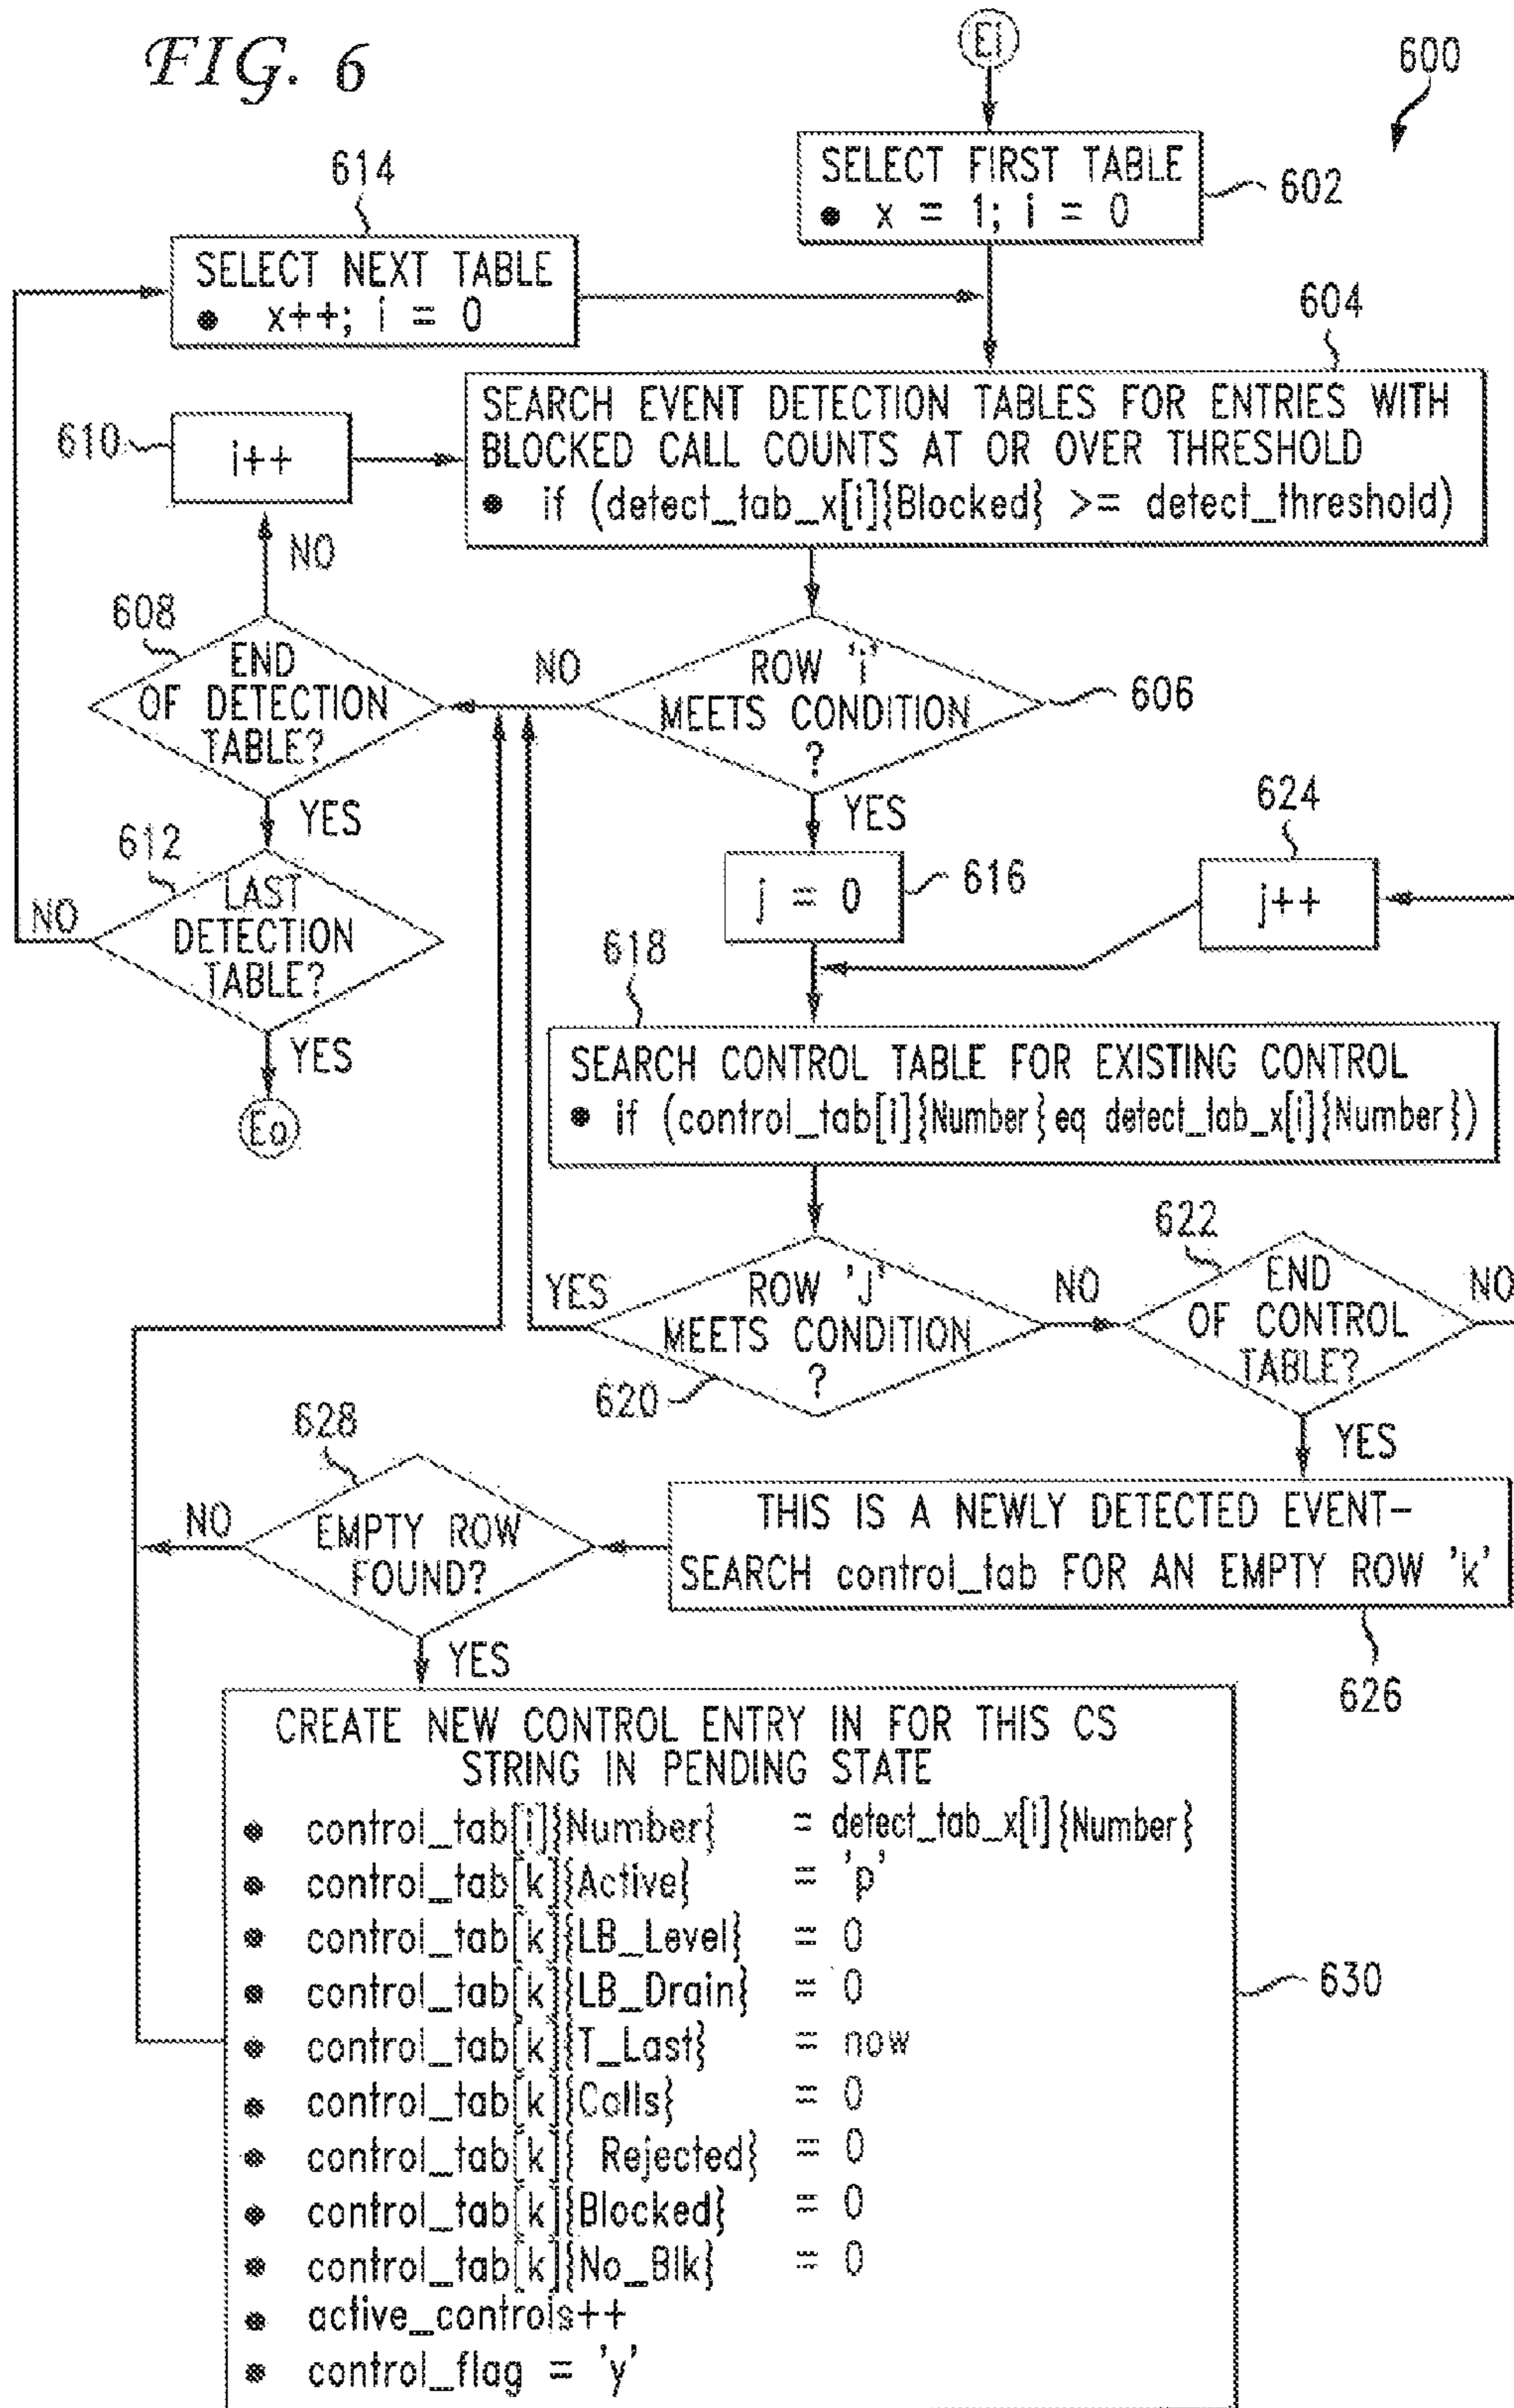 FIG. 6
Ei
600
SELECT FIRST TABLE
• x = 1; i = 0
602
614
SELECT NEXT TABLE
• x++; i = 0
604
SEARCH EVENT DETECTION TABLES FOR ENTRIES WITH
BLOCKED CALL COUNTS AT OR OVER THRESHOLD
• if (detect_tab_x[i]{Blocked} >= detect_threshold)
610
i++
NO
608
END
OF DETECTION
TABLE?
NO
ROW 'i'
MEETS CONDITION
?
606
YES
YES
612
LAST
DETECTION
TABLE?
NO
YES
Eo
j = 0
616
624
j++
618
SEARCH CONTROL TABLE FOR EXISTING CONTROL
• if (control_tab[i]{Number} eq detect_tab_x[i]{Number})
YES
ROW 'J'
MEETS CONDITION
?
620
NO
622
END
OF CONTROL
TABLE?
NO
YES
628
NO
EMPTY ROW
FOUND?
YES
THIS IS A NEWLY DETECTED EVENT-
SEARCH control_tab FOR AN EMPTY ROW 'k'
626
CREATE NEW CONTROL ENTRY IN FOR THIS CS
STRING IN PENDING STATE
• control_tab[i]{Number} = detect_tab_x[i]{Number}
• control_tab[k]{Active} = 'p'
• control_tab[k]{LB_Level} = 0
• control_tab[k]{LB_Drain} = 0
• control_tab[k]{T_Last} = now
• control_tab[k]{Calls} = 0
• control_tab[k]{ Rejected} = 0
• control_tab[k]{Blocked} = 0
• control_tab[k]{No_Blk} = 0
• active_controls++
• control_flag = 'y'
630